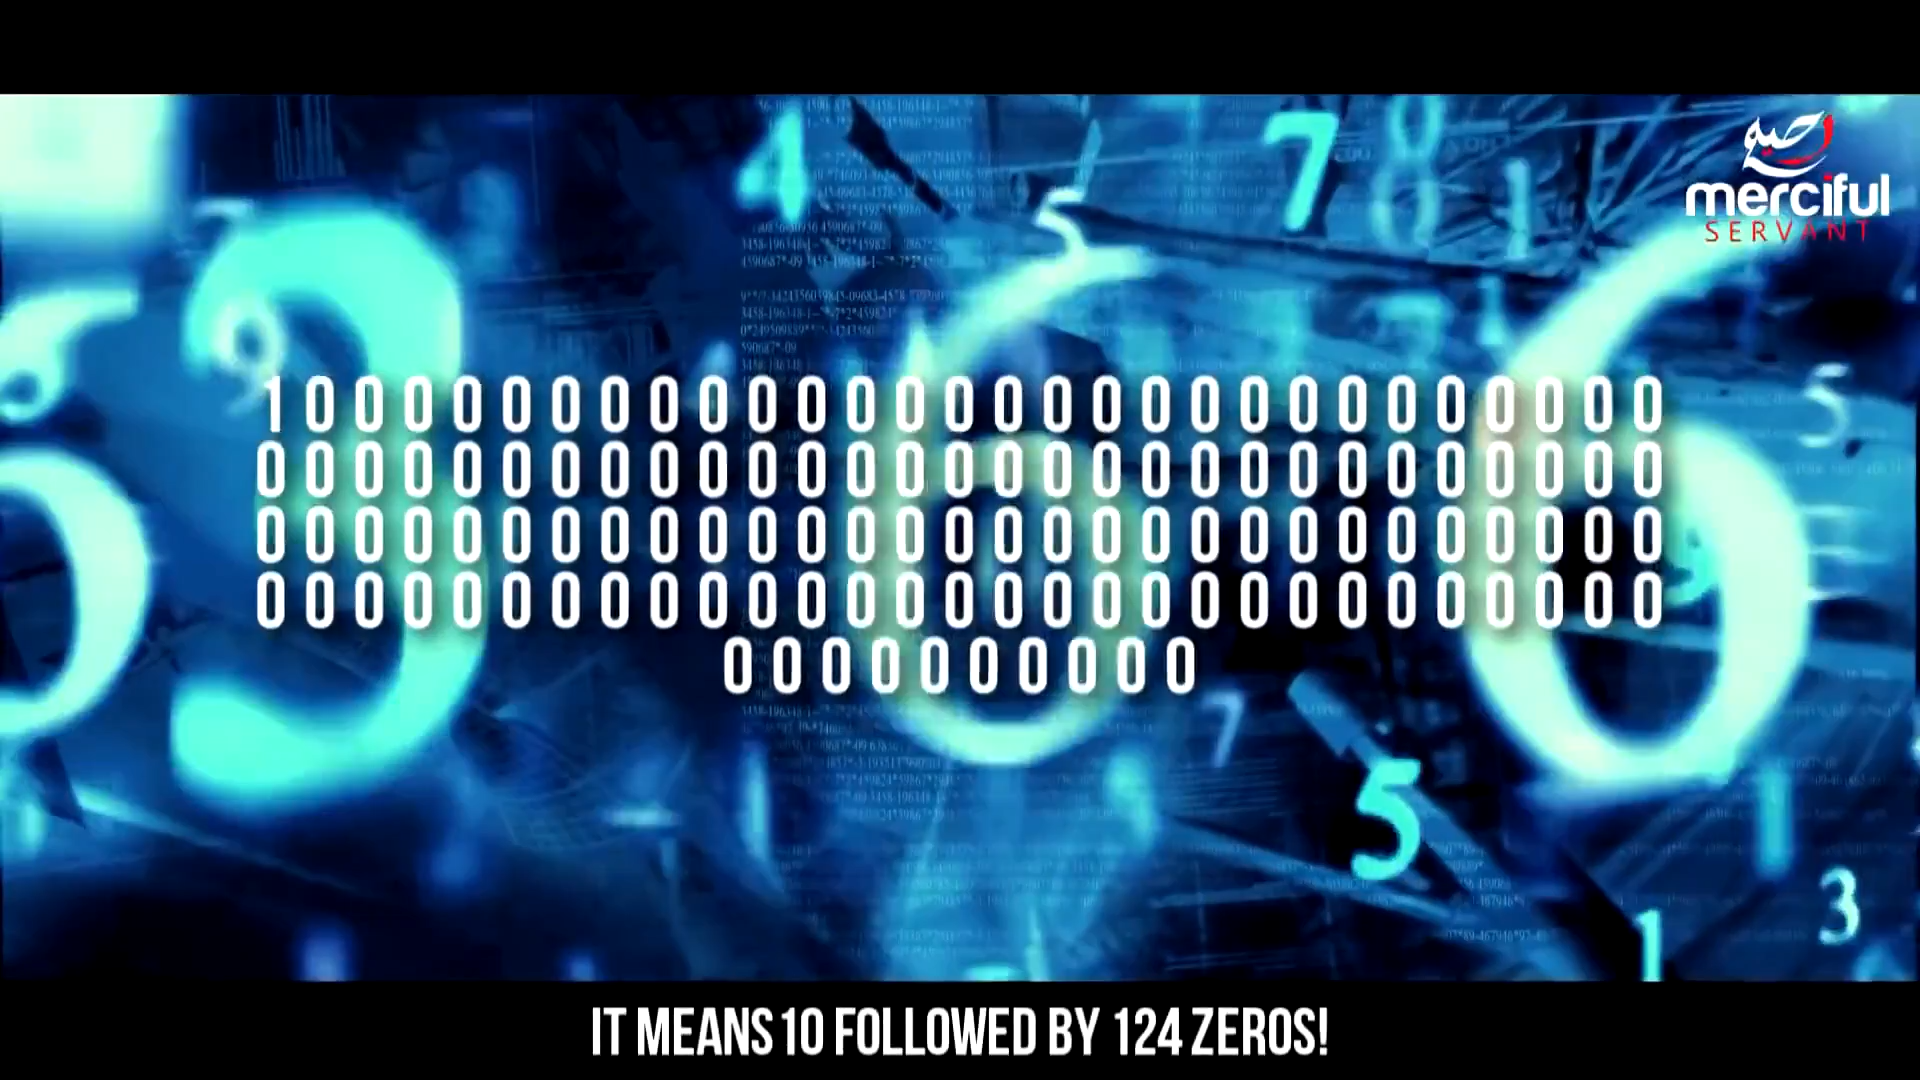 merciful
SERVANT
1 0 0 0 0 0 0 0 0 0 0 0 0 0 0 0 0 0 0 0 0 0 0 0 0 0 0 0 0
0 0 0 0 0 0 0 0 0 0 0 0 0 0 0 0 0 0 0 0 0 0 0 0 0 0 0 0 0
0 0 0 0 0 0 0 0 0 0 0 0 0 0 0 0 0 0 0 0 0 0 0 0 0 0 0 0 0
0 0 0 0 0 0 0 0 0 0 0 0 0 0 0 0 0 0 0 0 0 0 0 0 0 0 0 0 0
0 0 0 0 0 0 0 0 0 0
IT MEANS 10 FOLLOWED BY 124 ZEROS!